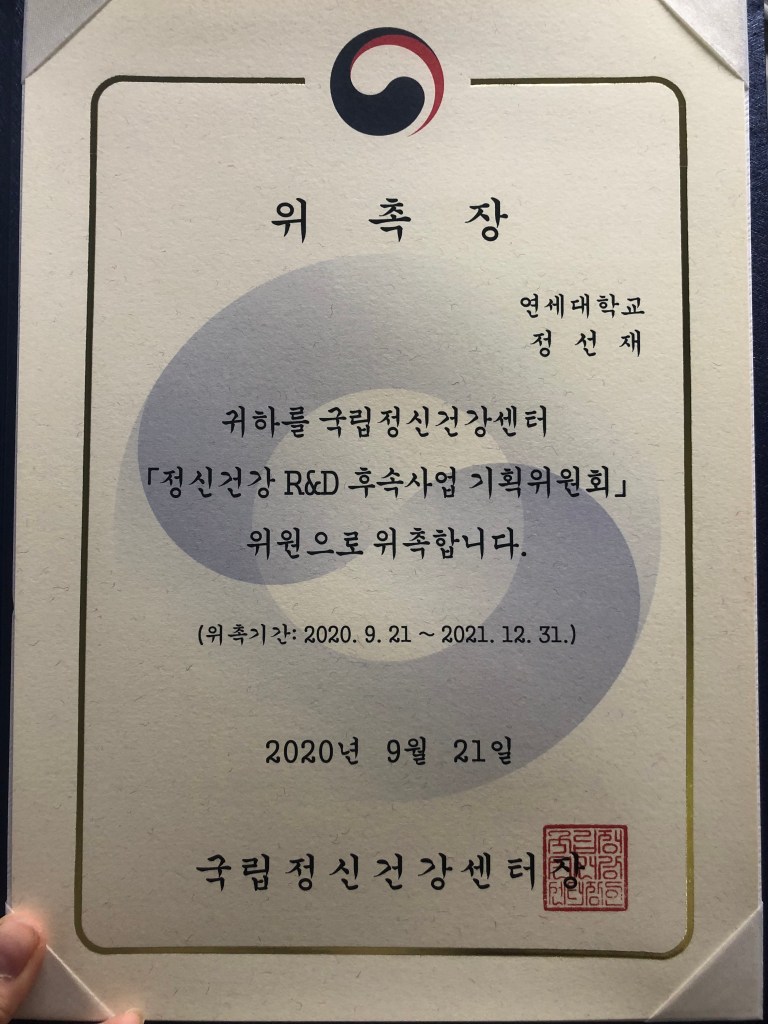 위 촉 장
연세대학교
정 선 재
귀하를 국립정신건강센터
「정신건강 R&D 후속사업 기획위원회」
위원으로 위촉합니다.
(위촉기간: 2020. 9. 21 ~ 2021. 12. 31.)
2020년 9월 21일
국립정신건강센터장